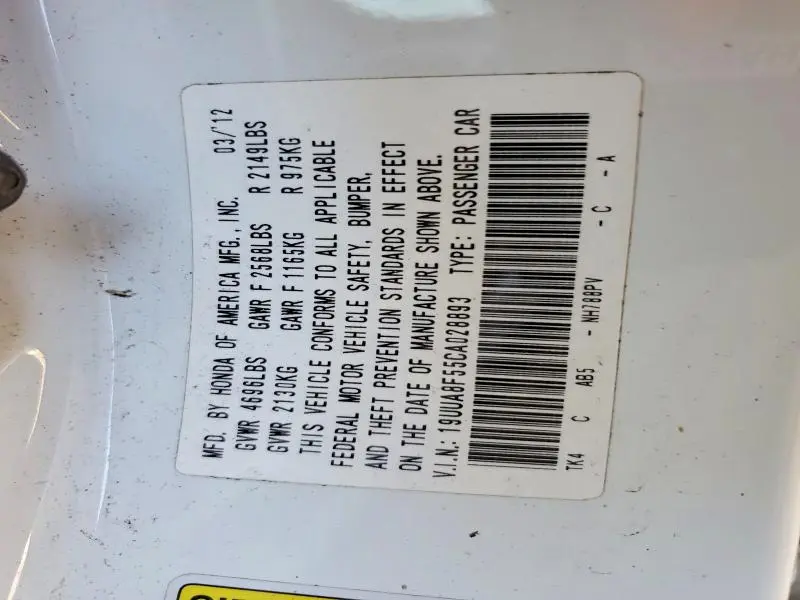 MFD. BY HONDA OF AMERICA MFG., INC. 03/12
GVWR 4696LBS GAWR F 2568LBS R 2149LBS
GVWR 2130KG GAWR F 1165KG R 975KG
THIS VEHICLE CONFORMS TO ALL APPLICABLE
FEDERAL MOTOR VEHICLE SAFETY, BUMPER,
AND THEFT PREVENTION STANDARDS IN EFFECT
ON THE DATE OF MANUFACTURE SHOWN ABOVE.
V.I.N.: 19UUA8F55CA028893 TYPE: PASSENGER CAR
TK4 C AB5 - NH788PV - C - A